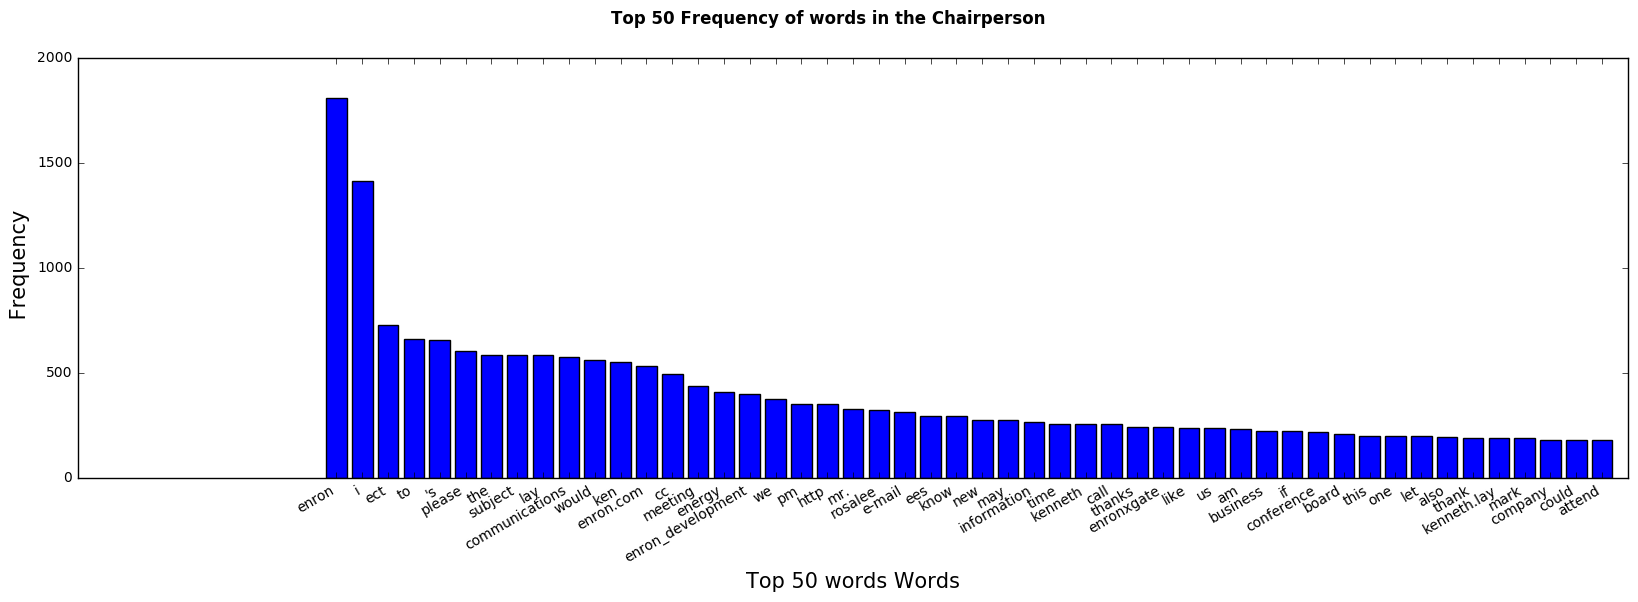 Top 50 Frequency of words in the Chairperson
2000
1500
1000
500
0
Frequency
enron
i
ect
to
's
please
the
subject
lay
communications
would
ken
enron.com
cc
meeting
energy
enron_development
we
pm
http
mr.
rosalee
e-mail
ees
know
new
may
information
time
kenneth
call
thanks
enronxgate
like
us
am
business
if
conference
board
this
one
let
also
thank
kenneth.lay
mark
company
could
attend
Top 50 words Words